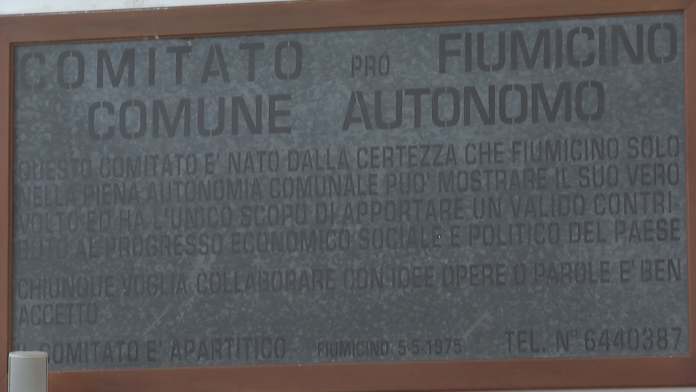 COMITATO PRO FIUMICINO
COMUNE AUTONOMO
QUESTO COMITATO E' NATO DALLA CERTEZZA CHE FIUMICINO SOLO
NELLA PIENA AUTONOMIA COMUNALE PUO' MOSTRARE IL SUO VERO
VOLTO ED HA L'UNICO SCOPO DI APPORTARE UN VALIDO CONTRI-
BUTO AL PROGRESSO ECONOMICO SOCIALE E POLITICO DEL PAESE
CHIUNQUE VOGLIA COLLABORARE CON IDEE OPERE O PAROLE E' BEN
ACCETTO
IL COMITATO E' APARTITICO FIUMICINO 5-5-1975 TEL. N° 6440387